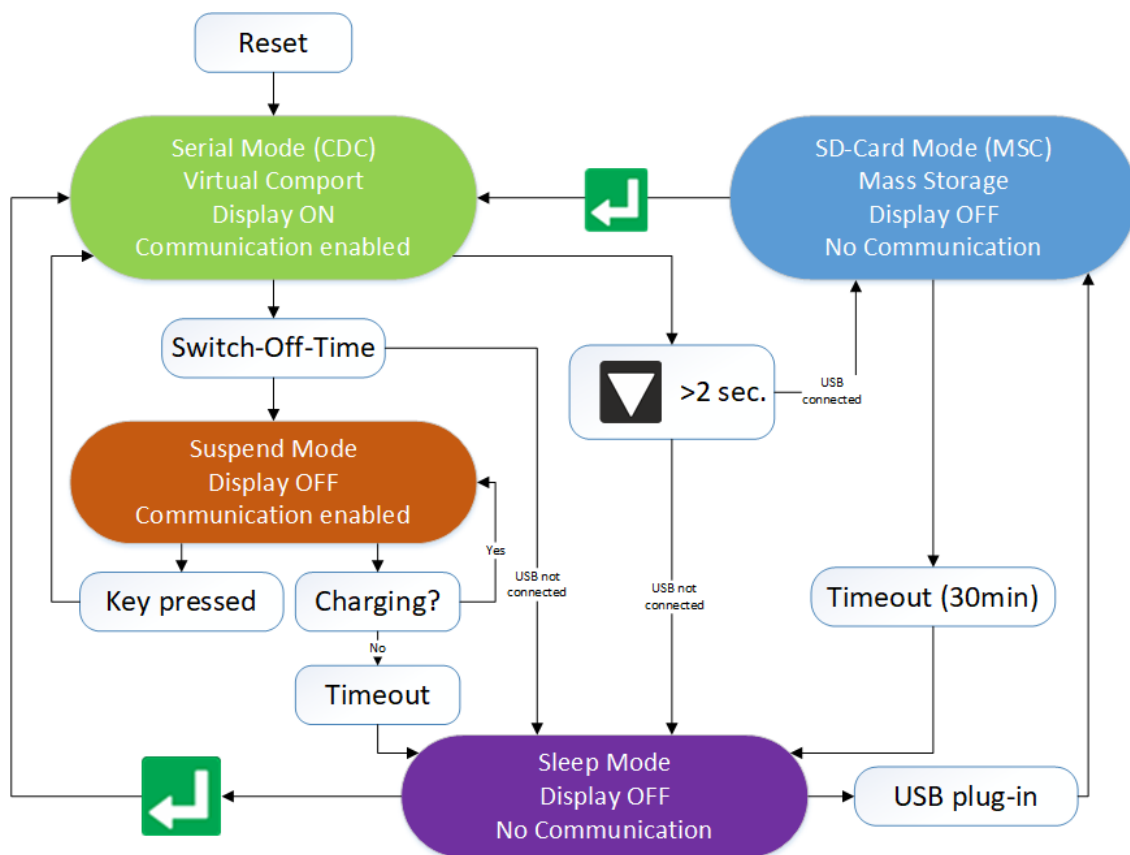 Reset
Serial Mode (CDC)
Virtual Comport
Display ON
Communication enabled
SD-Card Mode (MSC)
Mass Storage
Display OFF
No Communication
Switch-Off-Time
>2 sec.
USB
connected
Suspend Mode
Display OFF
Communication enabled
Yes
Key pressed
Charging?
USB not
connected
USB not
connected
Timeout (30min)
No
Timeout
Sleep Mode
Display OFF
No Communication
USB plug-in